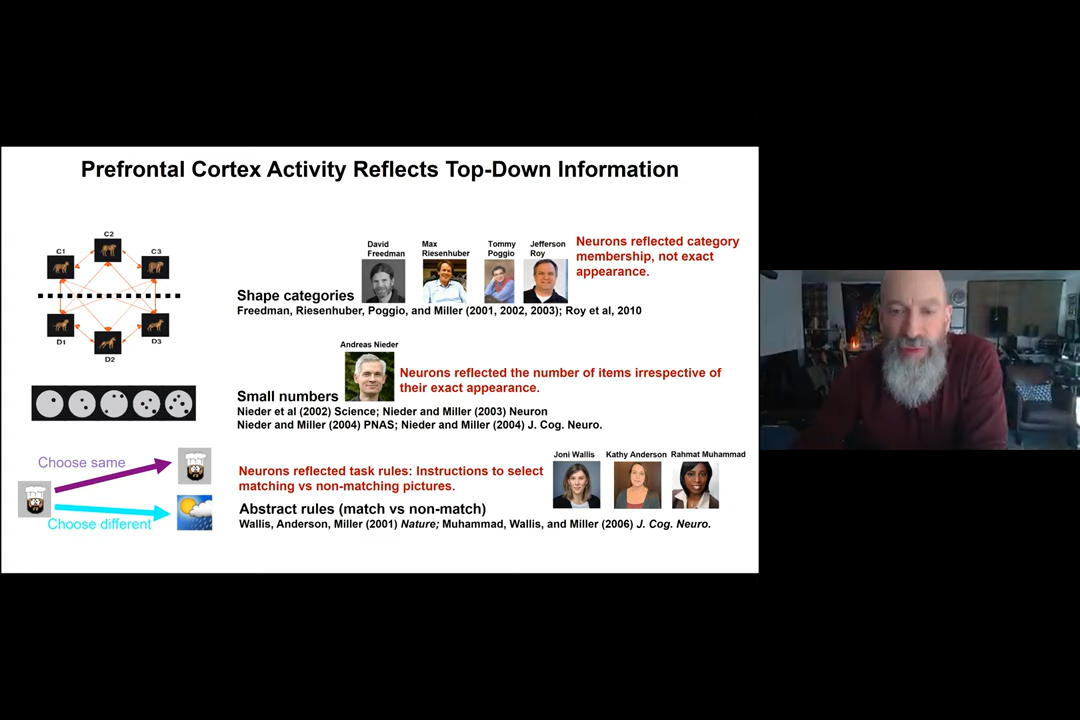 Prefrontal Cortex Activity Reflects Top-Down Information
C1
C2
C3
D1
D2
D3
David
Freedman
Max
Riesenhuber
Tommy
Poggio
Jefferson
Roy
Neurons reflected category
membership, not exact
appearance.
Shape categories
Freedman, Riesenhuber, Poggio, and Miller (2001, 2002, 2003); Roy et al, 2010
Andreas Nieder
Neurons reflected the number of items irrespective of
their exact appearance.
Small numbers
Nieder et al (2002) Science; Nieder and Miller (2003) Neuron
Nieder and Miller (2004) PNAS; Nieder and Miller (2004) J. Cog. Neuro.
Choose same
Choose different
Neurons reflected task rules: Instructions to select
matching vs non-matching pictures.
Joni Wallis
Kathy Anderson
Rahmat Muhammad
Abstract rules (match vs non-match)
Wallis, Anderson, Miller (2001) Nature; Muhammad, Wallis, and Miller (2006) J. Cog. Neuro.